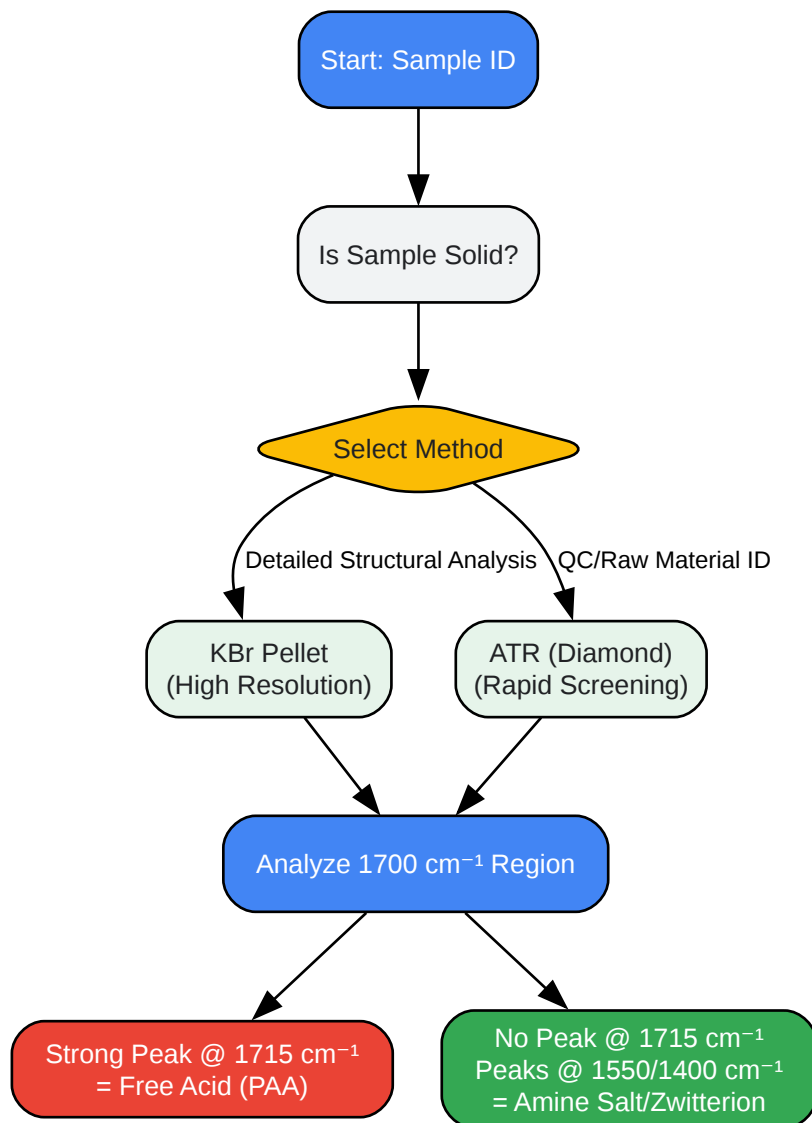 Start: Sample ID
Is Sample Solid?
Select Method
Detailed Structural Analysis
QC/Raw Material ID
KBr Pellet
(High Resolution)
ATR (Diamond)
(Rapid Screening)
Analyze 1700 cm⁻¹ Region
Strong Peak @ 1715 cm⁻¹
= Free Acid (PAA)
No Peak @ 1715 cm⁻¹
Peaks @ 1550/1400 cm⁻¹
= Amine Salt/Zwitterion